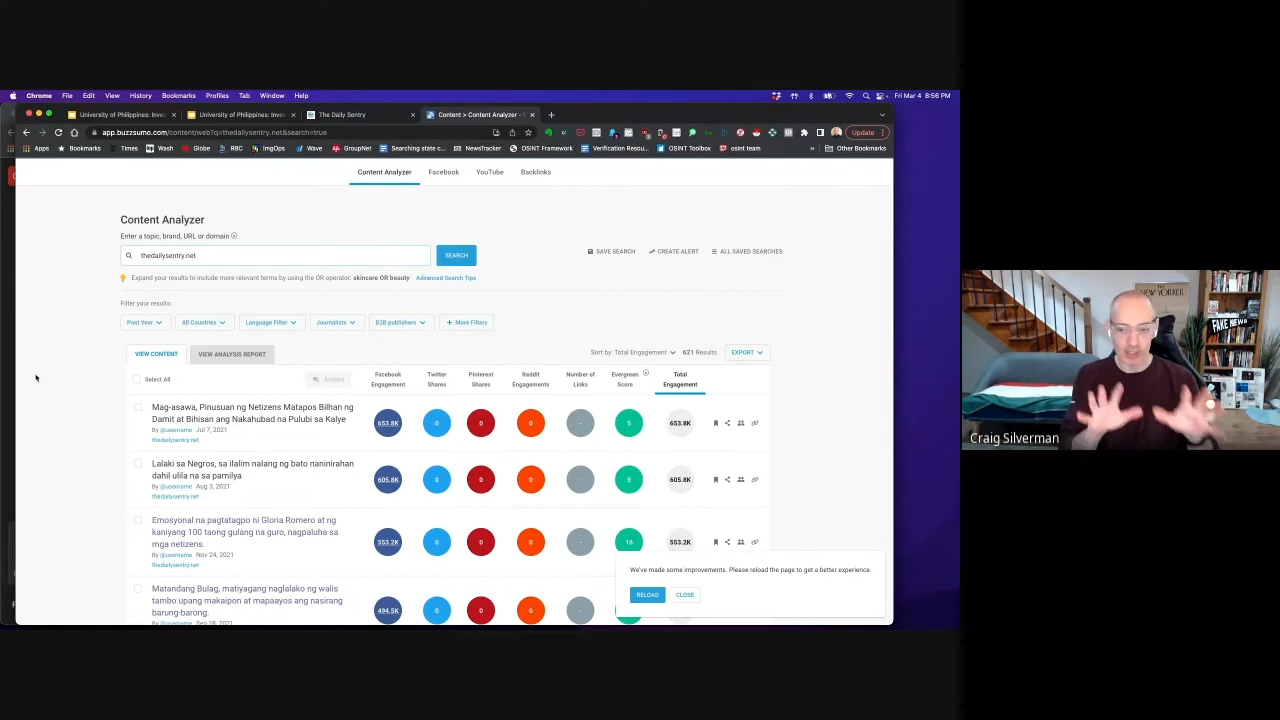 Chrome File Edit View History Bookmarks Profiles Tab Window Help
Fri Mar 4 8:56 PM
University of Philippines: Inves
University of Philippines: Inves
The Daily Sentry
Content > Content Analyzer -
app.buzzsumo.com/content/web?q=thedailysentry.net&search=true
Update
Apps Bookmarks Times Wash Globe RBC ImgOps Wave GroupNet Searching state c... NewsTracker OSINT Framework Verification Resou... OSINT Toolbox osint team » Other Bookmarks
Content Analyzer Facebook YouTube Backlinks
Content Analyzer
Enter a topic, brand, URL or domain
thedailysentry.net
SEARCH
SAVE SEARCH CREATE ALERT ALL SAVED SEARCHES
Expand your results to include more relevant terms by using the OR operator: skincare OR beauty Advanced Search Tips
Filter your results:
Past Year All Countries Language Filter Journalists B2B publishers + More Filters
VIEW CONTENT VIEW ANALYSIS REPORT
Sort by: Total Engagement 621 Results EXPORT
Select All
Actions
Facebook Engagement
Twitter Shares
Pinterest Shares
Reddit Engagements
Number of Links
Evergreen Score
Total Engagement
Mag-asawa, Pinusuan ng Netizens Matapos Bilhan ng
Damit at Bihisan ang Nakahubad na Pulubi sa Kalye
By @username Jul 7, 2021
thedailysentry.net
653.8K 0 0 0 - 5 653.8K
Lalaki sa Negros, sa ilalim nalang ng bato naninirahan
dahil ulila na sa pamilya
By @username Aug 3, 2021
thedailysentry.net
605.8K 0 0 0 - 5 605.8K
Emosyonal na pagtatagpo ni Gloria Romero at ng
kaniyang 100 taong gulang na guro, nagpaluha sa
mga netizens.
By @username Nov 24, 2021
thedailysentry.net
553.2K 0 0 0 - 16 553.2K
Matandang Bulag, matiyagang naglalako ng walis
tambo upang makaipon at mapaayos ang nasirang
barung-barong.
By @username Sep 28, 2021
494.5K 0 0 0 -
We've made some improvements. Please reload the page to get a better experience.
RELOAD CLOSE
NEW YORKER
FAKE NEWS
Craig Silverman